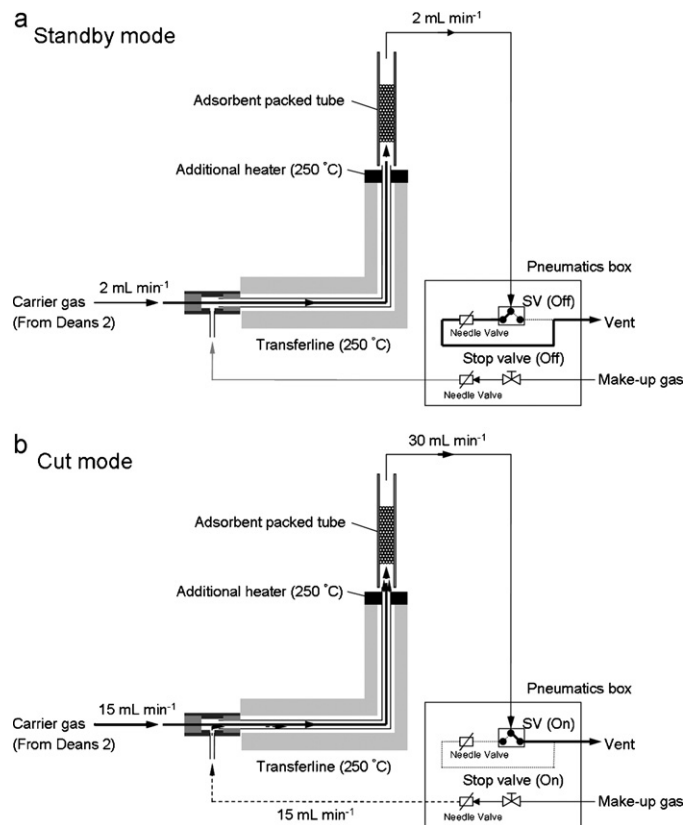 a
Standby mode
2 mL min⁻¹
Adsorbent packed tube
Additional heater (250 ˚C)
Pneumatics box
2 mL min⁻¹
Carrier gas
(From Deans 2)
SV (Off)
Vent
Needle Valve
Stop valve (Off)
Transferline (250 ˚C)
Make-up gas
Needle Valve
b
Cut mode
30 mL min⁻¹
Adsorbent packed tube
Additional heater (250 ˚C)
Pneumatics box
15 mL min⁻¹
Carrier gas
(From Deans 2)
SV (On)
Vent
Needle Valve
Stop valve (On)
Transferline (250 ˚C)
Make-up gas
15 mL min⁻¹
Needle Valve